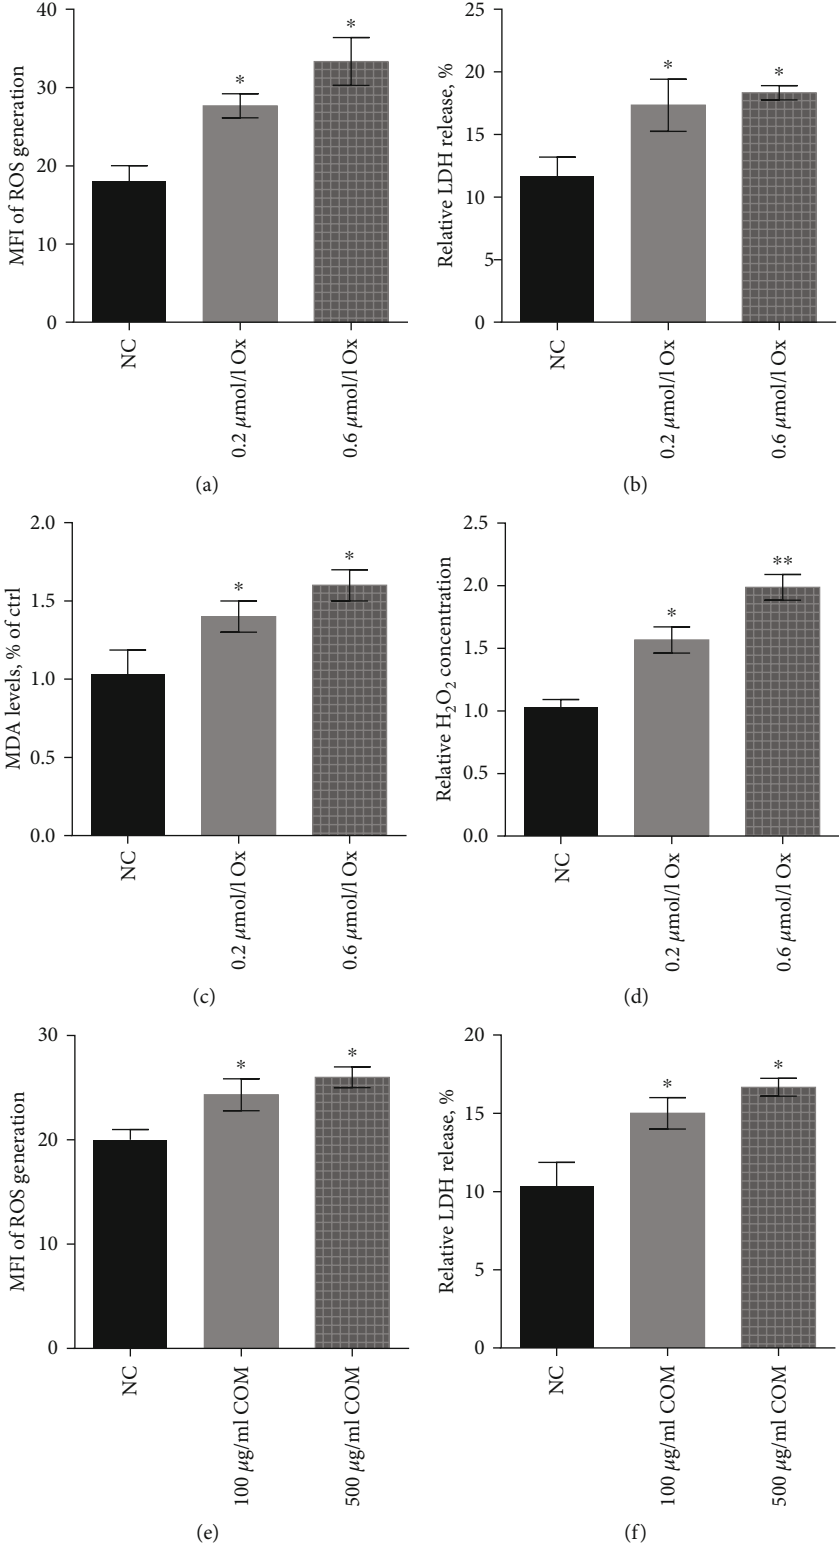 MFI of ROS generation
40
30
20
10
0
*
*
NC
0.2 μmol/l Ox
0.6 μmol/l Ox
(a)
Relative LDH release, %
25
20
15
10
5
0
*
*
NC
0.2 μmol/l Ox
0.6 μmol/l Ox
(b)
MDA levels, % of ctrl
2.0
1.5
1.0
0.5
0.0
*
*
NC
0.2 μmol/l Ox
0.6 μmol/l Ox
(c)
Relative H₂O₂ concentration
2.5
2.0
1.5
1.0
0.5
0.0
*
**
NC
0.2 μmol/l Ox
0.6 μmol/l Ox
(d)
MFI of ROS generation
30
20
10
0
*
*
NC
100 μg/ml COM
500 μg/ml COM
(e)
Relative LDH release, %
20
15
10
5
0
*
*
NC
100 μg/ml COM
500 μg/ml COM
(f)